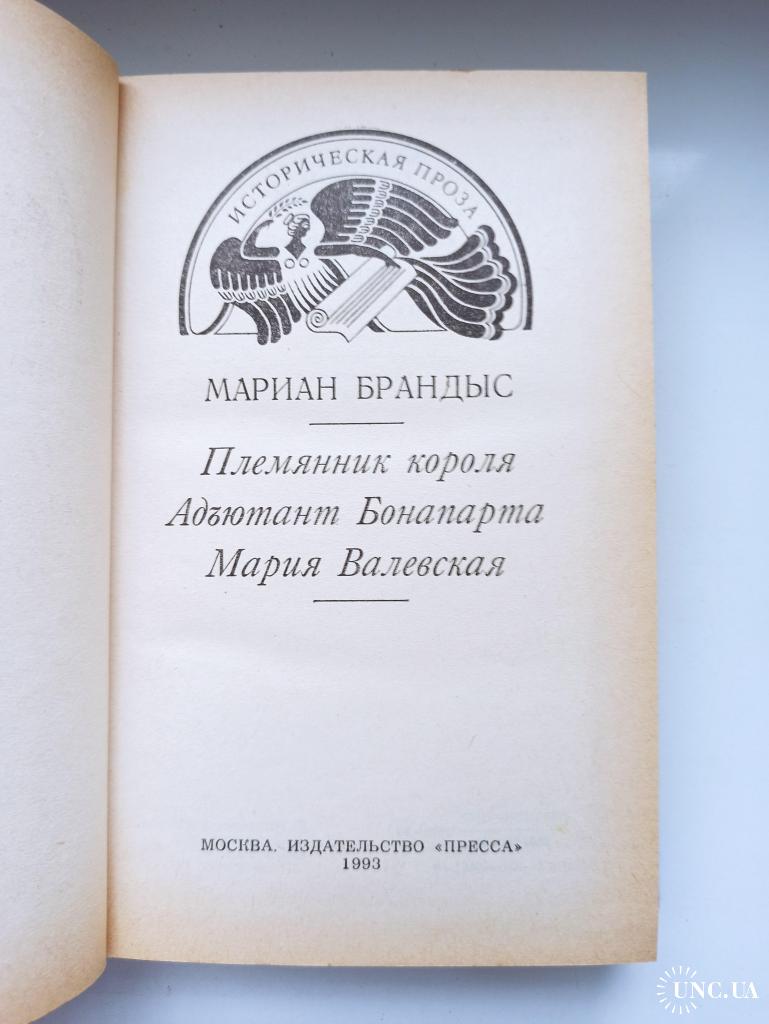 ИСТОРИЧЕСКАЯ ПРОЗА
МАРИАН БРАНДЫС
Племянник короля
Адъютант Бонапарта
Мария Валевская
МОСКВА. ИЗДАТЕЛЬСТВО «ПРЕССА»
1993
UNC.UA